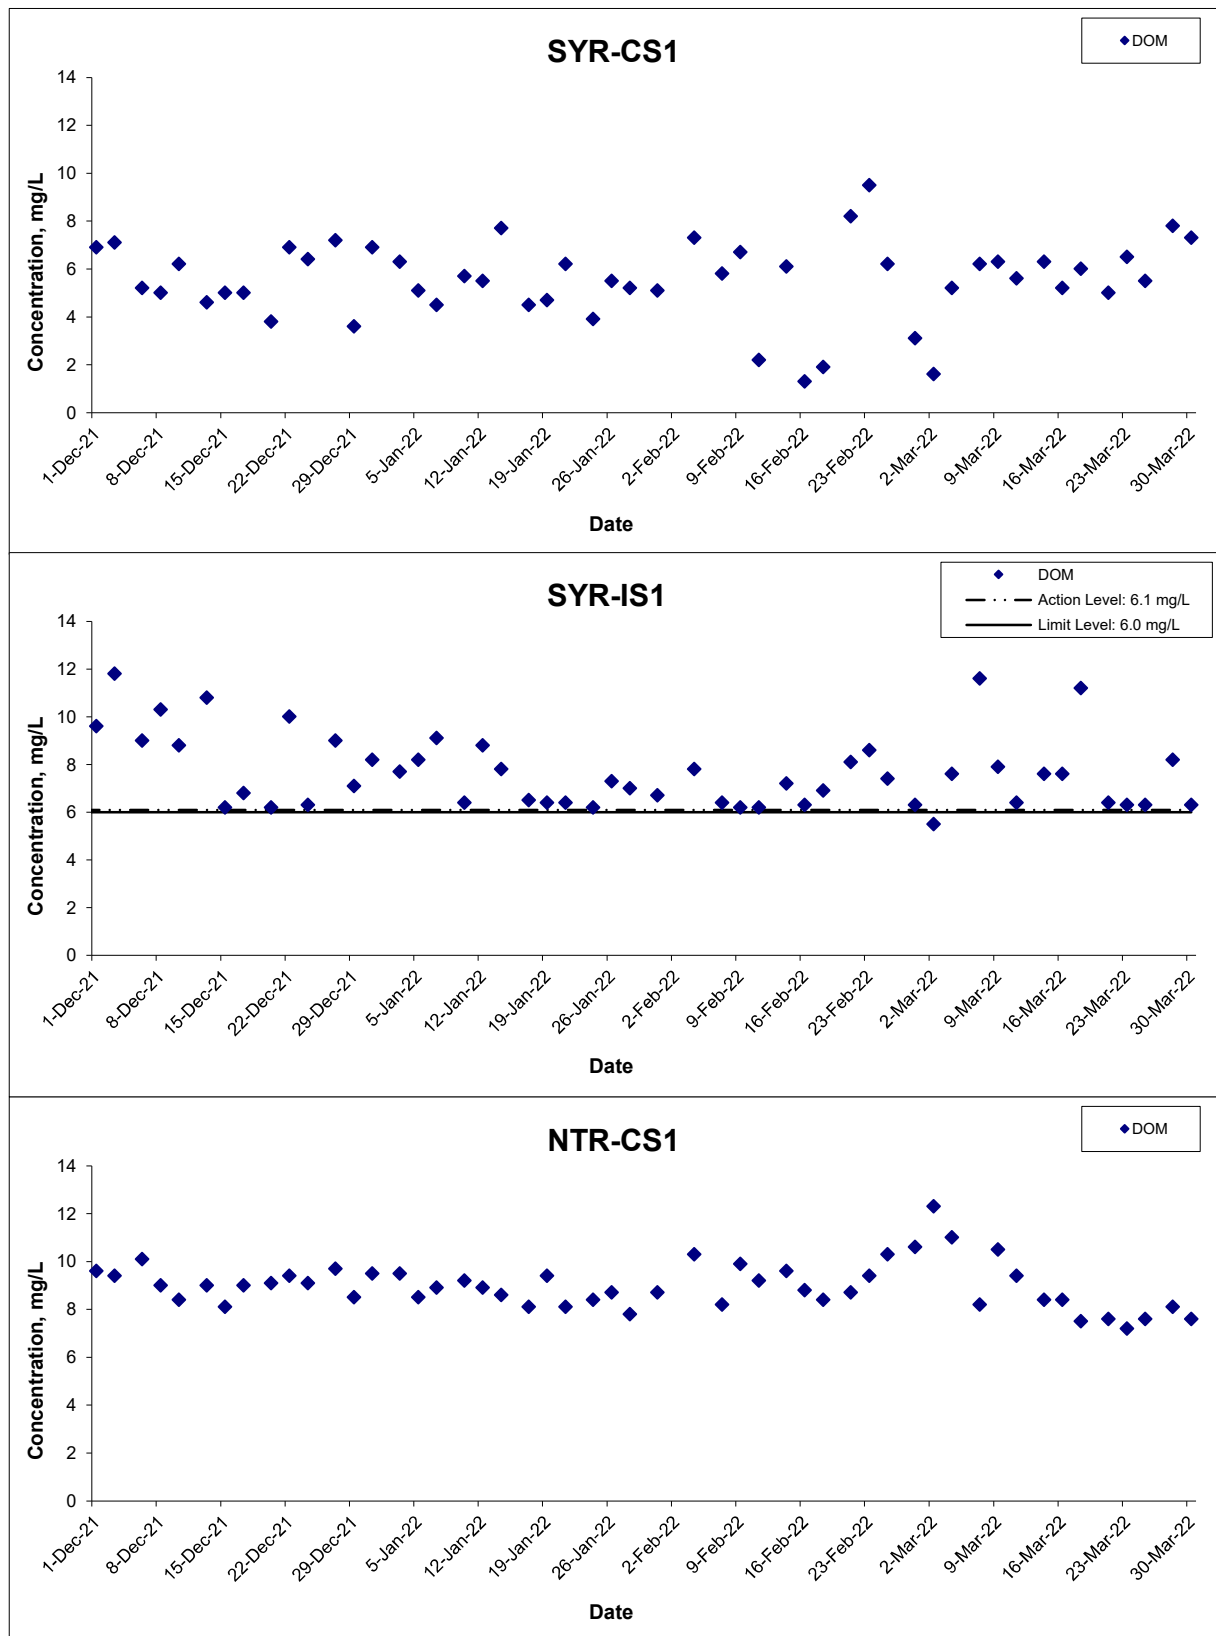 SYR-CS1
DOM
Concentration, mg/L
14
12
10
8
6
4
2
0
1-Dec-21
8-Dec-21
15-Dec-21
22-Dec-21
29-Dec-21
5-Jan-22
12-Jan-22
19-Jan-22
26-Jan-22
2-Feb-22
9-Feb-22
16-Feb-22
23-Feb-22
2-Mar-22
9-Mar-22
16-Mar-22
23-Mar-22
30-Mar-22
Date
SYR-IS1
DOM
Action Level: 6.1 mg/L
Limit Level: 6.0 mg/L
Concentration, mg/L
14
12
10
8
6
4
2
0
1-Dec-21
8-Dec-21
15-Dec-21
22-Dec-21
29-Dec-21
5-Jan-22
12-Jan-22
19-Jan-22
26-Jan-22
2-Feb-22
9-Feb-22
16-Feb-22
23-Feb-22
2-Mar-22
9-Mar-22
16-Mar-22
23-Mar-22
30-Mar-22
Date
NTR-CS1
DOM
Concentration, mg/L
14
12
10
8
6
4
2
0
1-Dec-21
8-Dec-21
15-Dec-21
22-Dec-21
29-Dec-21
5-Jan-22
12-Jan-22
19-Jan-22
26-Jan-22
2-Feb-22
9-Feb-22
16-Feb-22
23-Feb-22
2-Mar-22
9-Mar-22
16-Mar-22
23-Mar-22
30-Mar-22
Date